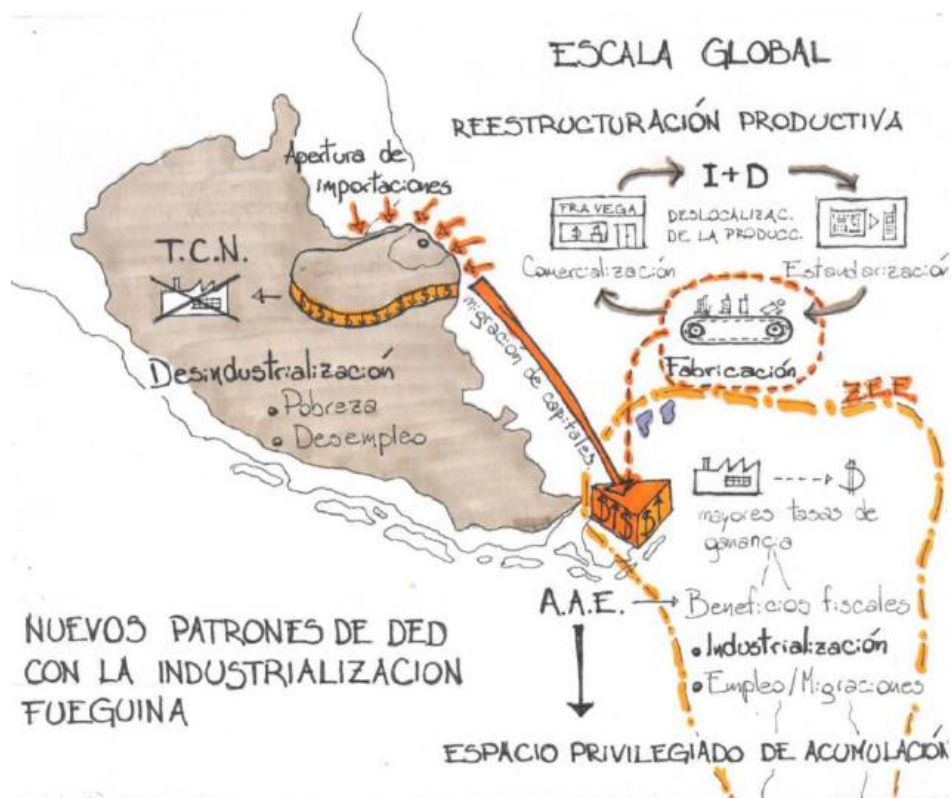 ESCALA GLOBAL
REESTRUCTURACIÓN PRODUCTIVA
Apertura de
importaciones
I+D
FRAVEGA
$
DESLOCALIZAC.
DE LA PRODUCC.
Comercialización
Estandarización
Fabricación
T.C.N.
migración de capitales.
Desindustrialización
• Pobreza
• Desempleo
ZEE
$
mayores tasas de
ganancia
$↑$ $↑
A.A.E. → Beneficios fiscales
• Industrialización
• Empleo/Migraciones
NUEVOS PATRONES DE DED
CON LA INDUSTRIALIZACION
FUEGUINA
ESPACIO PRIVILEGIADO DE ACUMULACIÓN